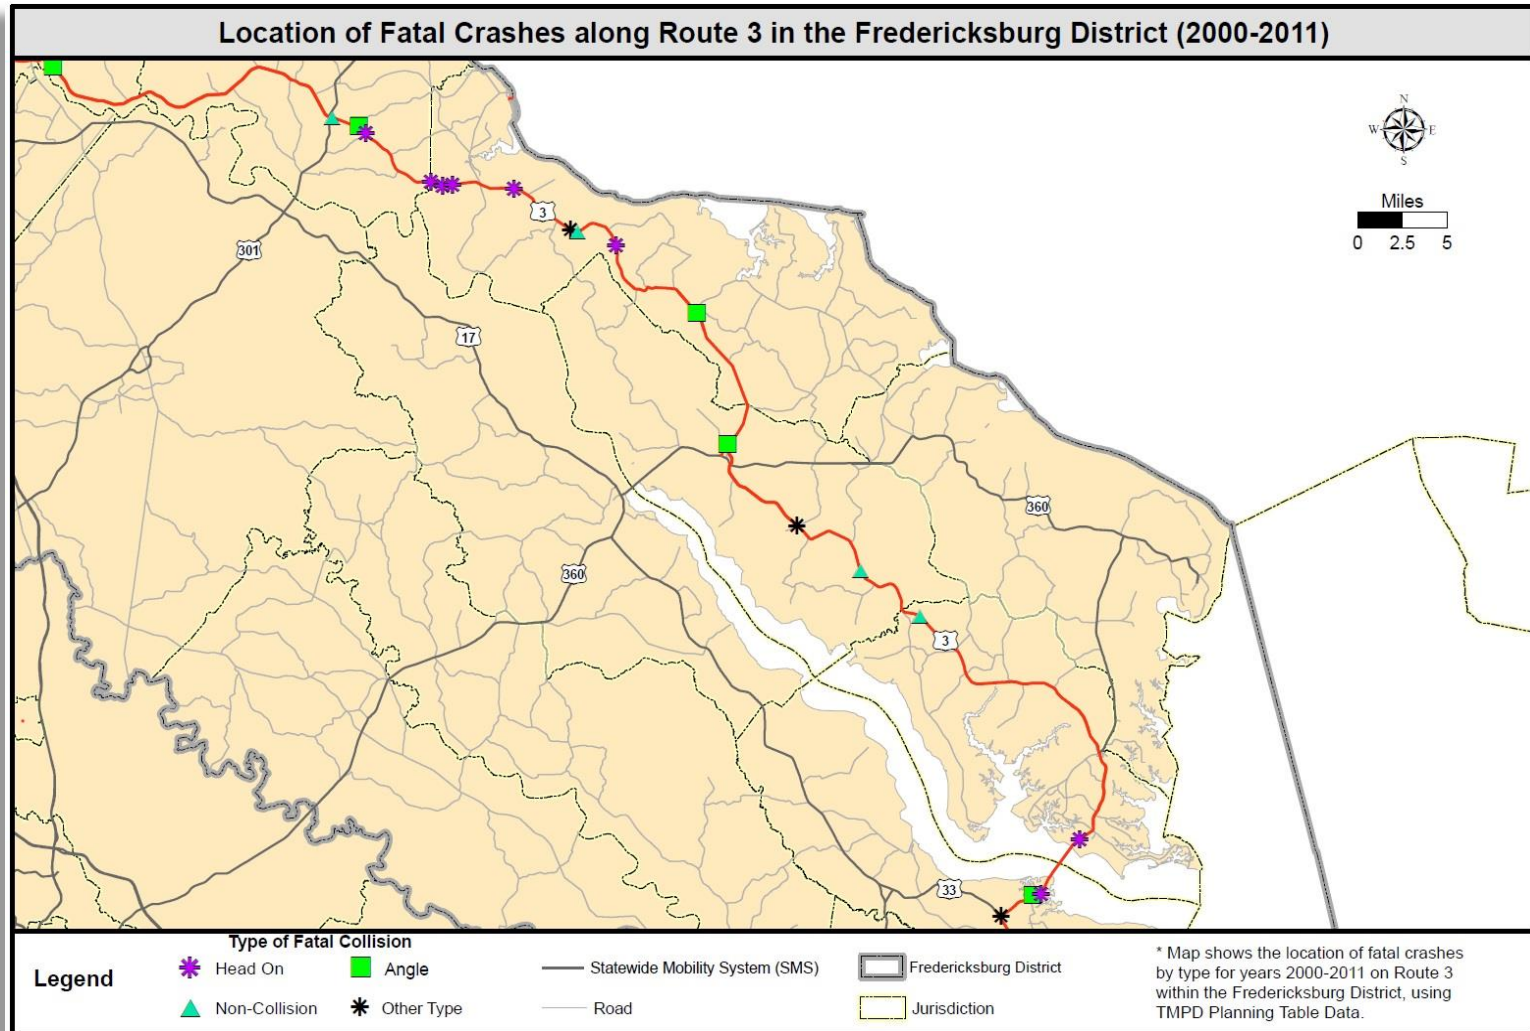 Location of Fatal Crashes along Route 3 in the Fredericksburg District (2000-2011)
N
W E
S
Miles
0 2.5 5
3
301
17
360
360
3
33
Legend
Type of Fatal Collision
Head On
Angle
Non-Collision
Other Type
Statewide Mobility System (SMS)
Road
Fredericksburg District
Jurisdiction
* Map shows the location of fatal crashes
by type for years 2000-2011 on Route 3
within the Fredericksburg District, using
TMPD Planning Table Data.